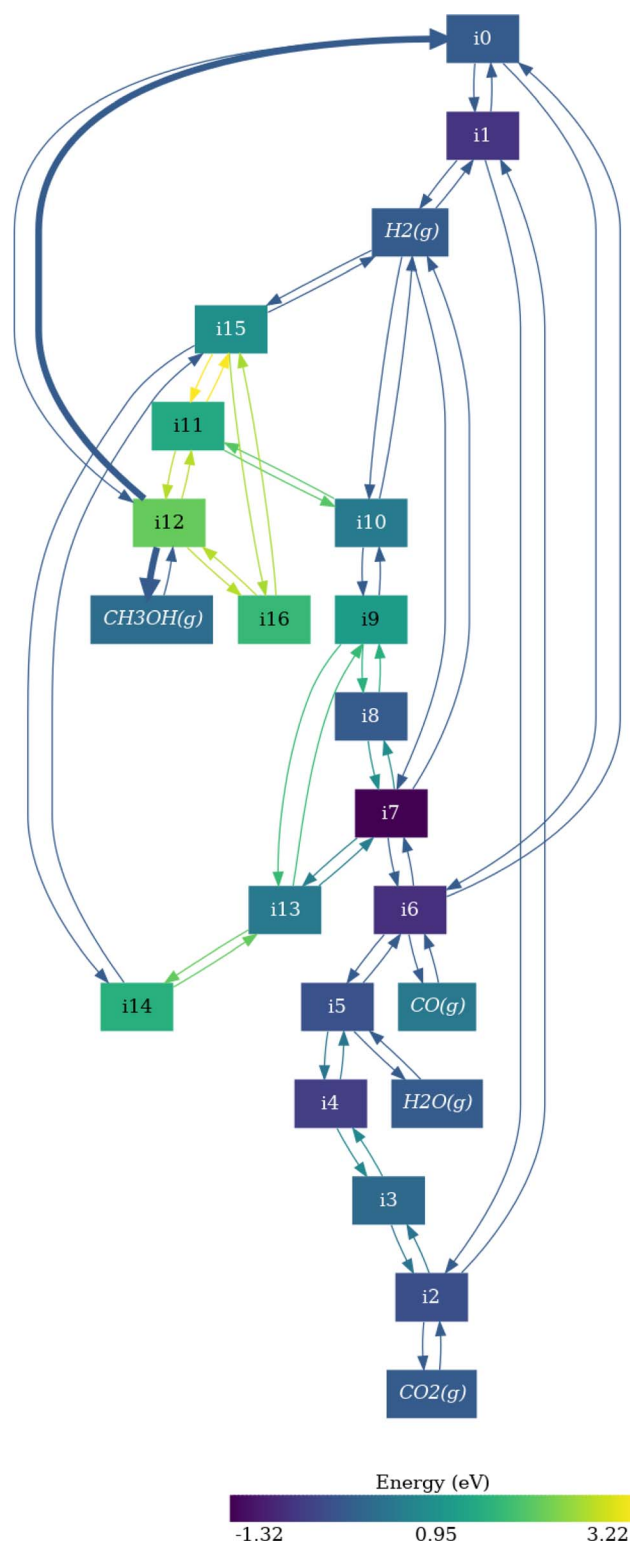 i0
i1
H2(g)
i15
i11
i12
i10
CH3OH(g)
i16
i9
i8
i7
i13
i6
i14
i5
CO(g)
i4
H2O(g)
i3
i2
CO2(g)
Energy (eV)
-1.32 0.95 3.22